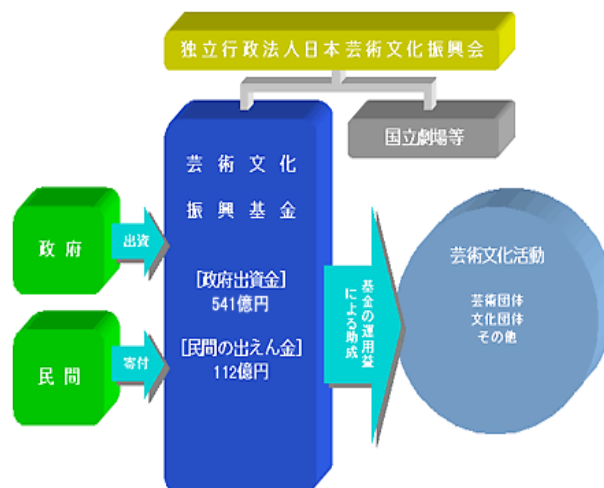 独立行政法人日本芸術文化振興会
国立劇場等
芸術文化
振興基金
[政府出資金]
541億円
[民間の出えん金]
112億円
政府
出資
民間
寄付
基金の運用益
による助成
芸術文化活動
芸術団体
文化団体
その他